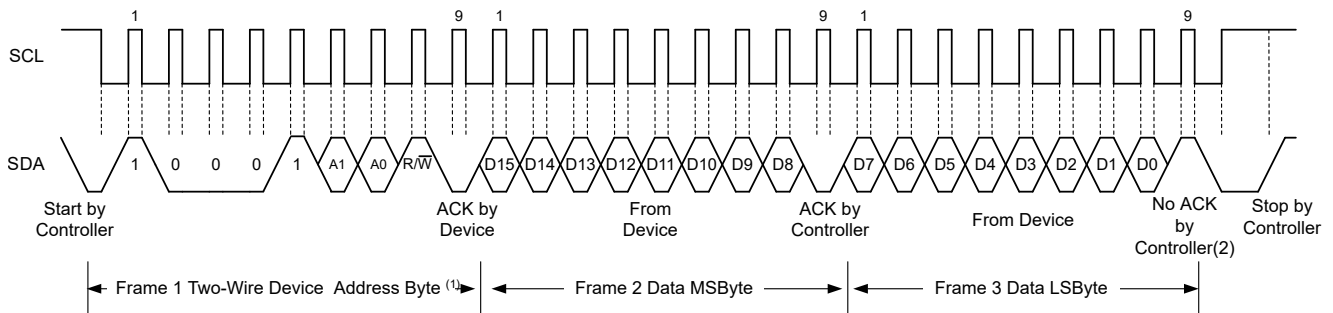 1 9 1 9 1 9
SCL
SDA 1 0 0 0 1 A1 A0 R/W̅ D15 D14 D13 D12 D11 D10 D9 D8 D7 D6 D5 D4 D3 D2 D1 D0
Start by
Controller
ACK by
Device
From
Device
ACK by
Controller
From Device
No ACK
by
Controller(2)
Stop by
Controller
Frame 1 Two-Wire Device Address Byte (1)
Frame 2 Data MSByte
Frame 3 Data LSByte